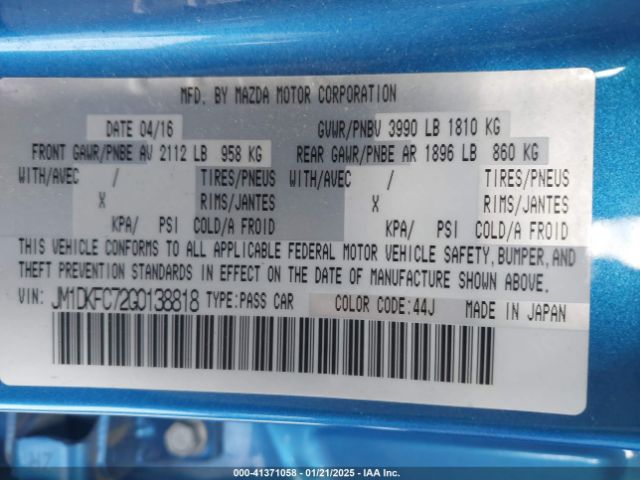 MFD. BY MAZDA MOTOR CORPORATION
DATE 04/16 GVWR/PNBV 3990 LB 1810 KG
FRONT GAWR/PNBE AV 2112 LB 958 KG REAR GAWR/PNBE AR 1896 LB 860 KG
WITH/AVEC / TIRES/PNEUS WITH/AVEC / TIRES/PNEUS
X RIMS/JANTES X RIMS/JANTES
KPA/ PSI COLD/A FROID KPA/ PSI COLD/A FROID
THIS VEHICLE CONFORMS TO ALL APPLICABLE FEDERAL MOTOR VEHICLE SAFETY, BUMPER, AND
THEFT PREVENTION STANDARDS IN EFFECT ON THE DATE OF MANUFACTURE SHOWN ABOVE.
VIN: JM1DKFC72G0138818 TYPE:PASS CAR COLOR CODE:44J MADE IN JAPAN
000-41371058 - 01/21/2025 - IAA Inc.